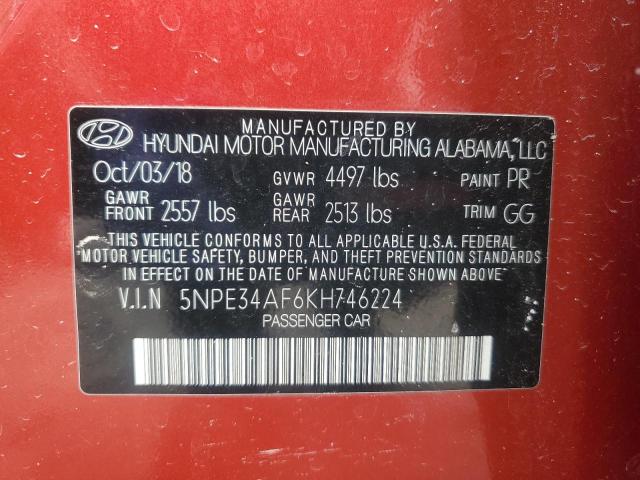 MANUFACTURED BY
HYUNDAI MOTOR MANUFACTURING ALABAMA, LLC
Oct/03/18 GVWR 4497 lbs PAINT PR
GAWR FRONT 2557 lbs GAWR REAR 2513 lbs TRIM GG
THIS VEHICLE CONFORMS TO ALL APPLICABLE U.S.A. FEDERAL
MOTOR VEHICLE SAFETY, BUMPER, AND THEFT PREVENTION STANDARDS
IN EFFECT ON THE DATE OF MANUFACTURE SHOWN ABOVE.
V.I.N 5NPE34AF6KH746224
PASSENGER CAR